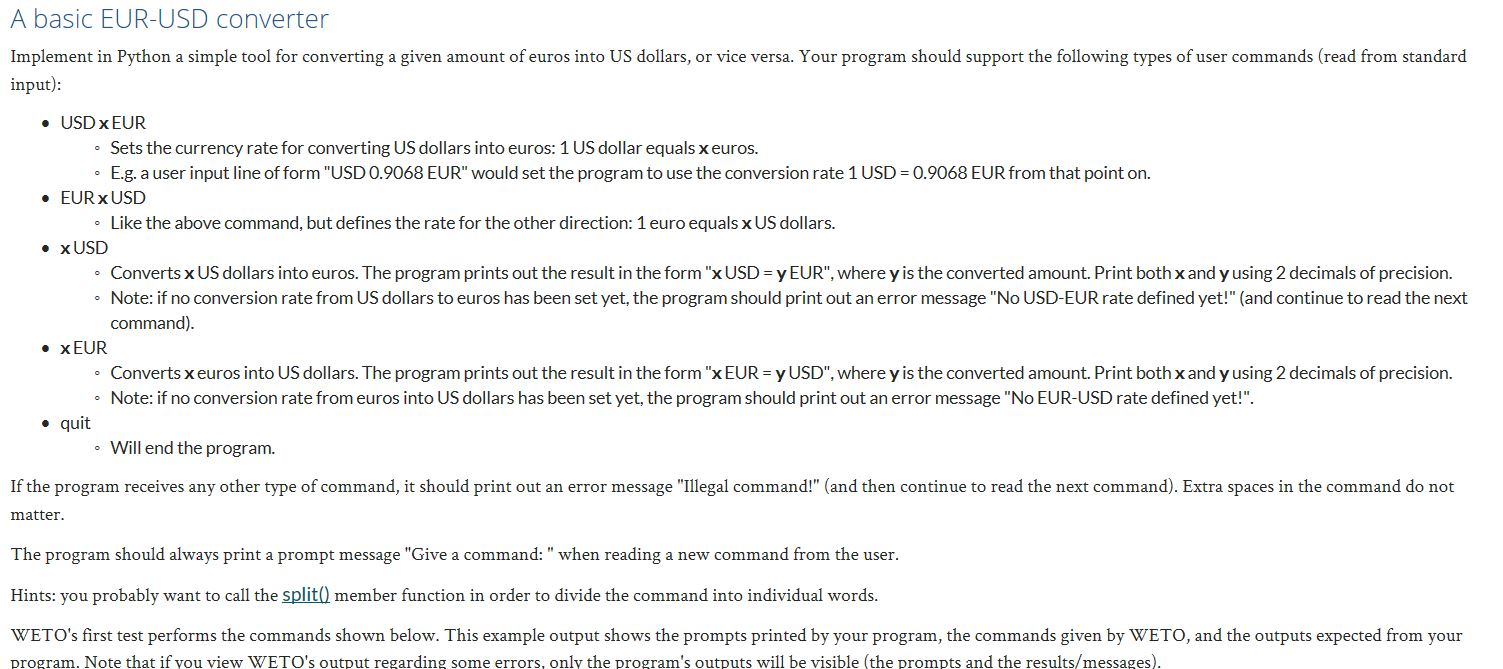 A basic EUR-USD converter
Implement in Python a simple tool for converting a given amount of euros into US dollars, or vice versa. Your program should support the following types of user commands (read from standard
input):
• USD x EUR
◦ Sets the currency rate for converting US dollars into euros: 1 US dollar equals x euros.
◦ E.g. a user input line of form "USD 0.9068 EUR" would set the program to use the conversion rate 1 USD = 0.9068 EUR from that point on.
• EUR x USD
◦ Like the above command, but defines the rate for the other direction: 1 euro equals x US dollars.
• x USD
◦ Converts x US dollars into euros. The program prints out the result in the form "x USD = y EUR", where y is the converted amount. Print both x and y using 2 decimals of precision.
◦ Note: if no conversion rate from US dollars to euros has been set yet, the program should print out an error message "No USD-EUR rate defined yet!" (and continue to read the next
command).
• x EUR
◦ Converts x euros into US dollars. The program prints out the result in the form "x EUR = y USD", where y is the converted amount. Print both x and y using 2 decimals of precision.
◦ Note: if no conversion rate from euros into US dollars has been set yet, the program should print out an error message "No EUR-USD rate defined yet!".
• quit
◦ Will end the program.
If the program receives any other type of command, it should print out an error message "Illegal command!" (and then continue to read the next command). Extra spaces in the command do not
matter.
The program should always print a prompt message "Give a command: " when reading a new command from the user.
Hints: you probably want to call the split() member function in order to divide the command into individual words.
WETO's first test performs the commands shown below. This example output shows the prompts printed by your program, the commands given by WETO, and the outputs expected from your
program. Note that if you view WETO's output regarding some errors, only the program's outputs will be visible (the prompts and the results/messages).